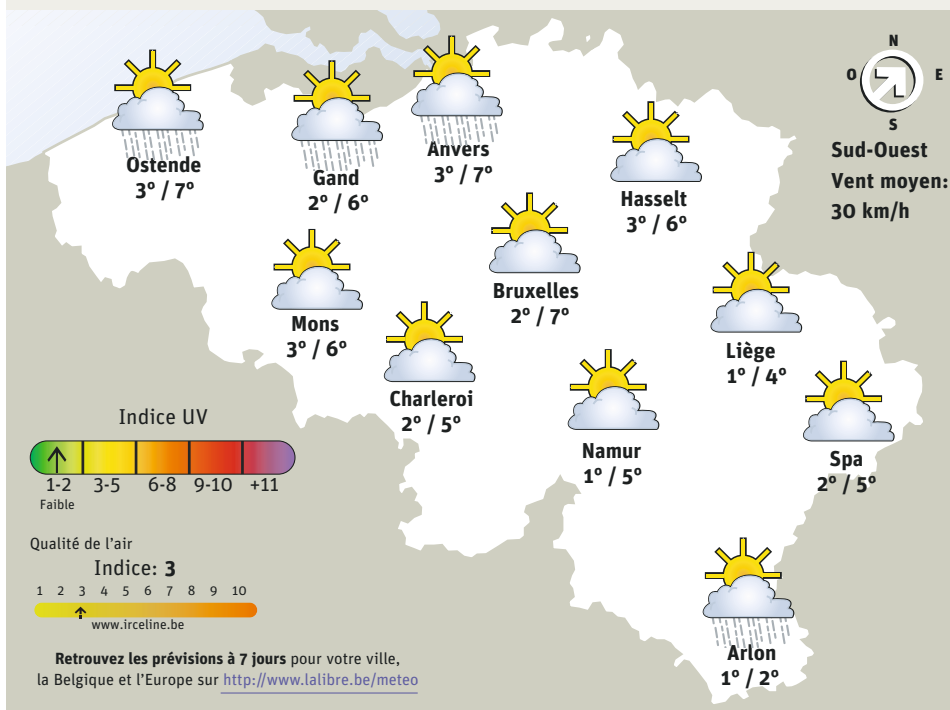 N
O E
S
Sud-Ouest
Vent moyen:
30 km/h
Ostende
3° / 7°
Gand
2° / 6°
Anvers
3° / 7°
Hasselt
3° / 6°
Bruxelles
2° / 7°
Mons
3° / 6°
Liège
1° / 4°
Charleroi
2° / 5°
Namur
1° / 5°
Spa
2° / 5°
Arlon
1° / 2°
Indice UV
1-2 3-5 6-8 9-10 +11
Faible
Qualité de l'air
Indice: 3
1 2 3 4 5 6 7 8 9 10
www.irceline.be
Retrouvez les prévisions à 7 jours pour votre ville,
la Belgique et l'Europe sur http://www.lalibre.be/meteo